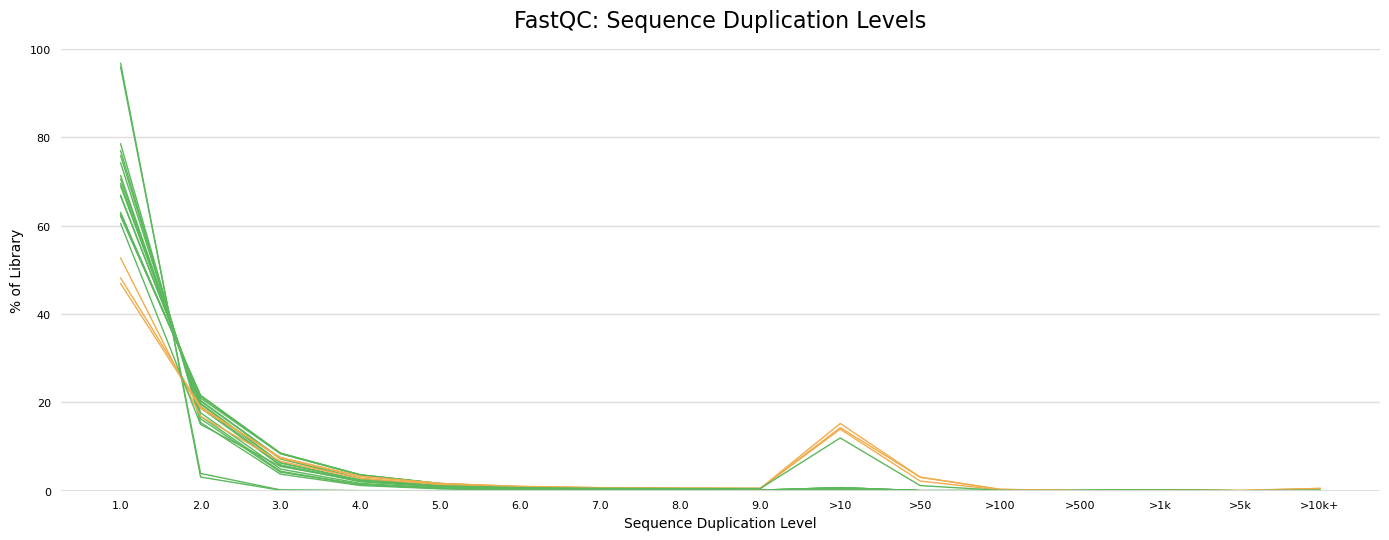 FastQC: Sequence Duplication Levels
100
80
60
40
20
0
% of Library
1.0 2.0 3.0 4.0 5.0 6.0 7.0 8.0 9.0 >10 >50 >100 >500 >1k >5k >10k+
Sequence Duplication Level